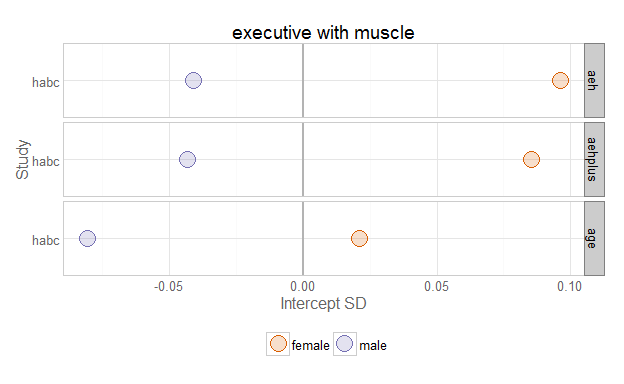 executive with muscle
habc
aeh
habc
aehplus
habc
age
Study
-0.05 0.00 0.05 0.10
Intercept SD
female male